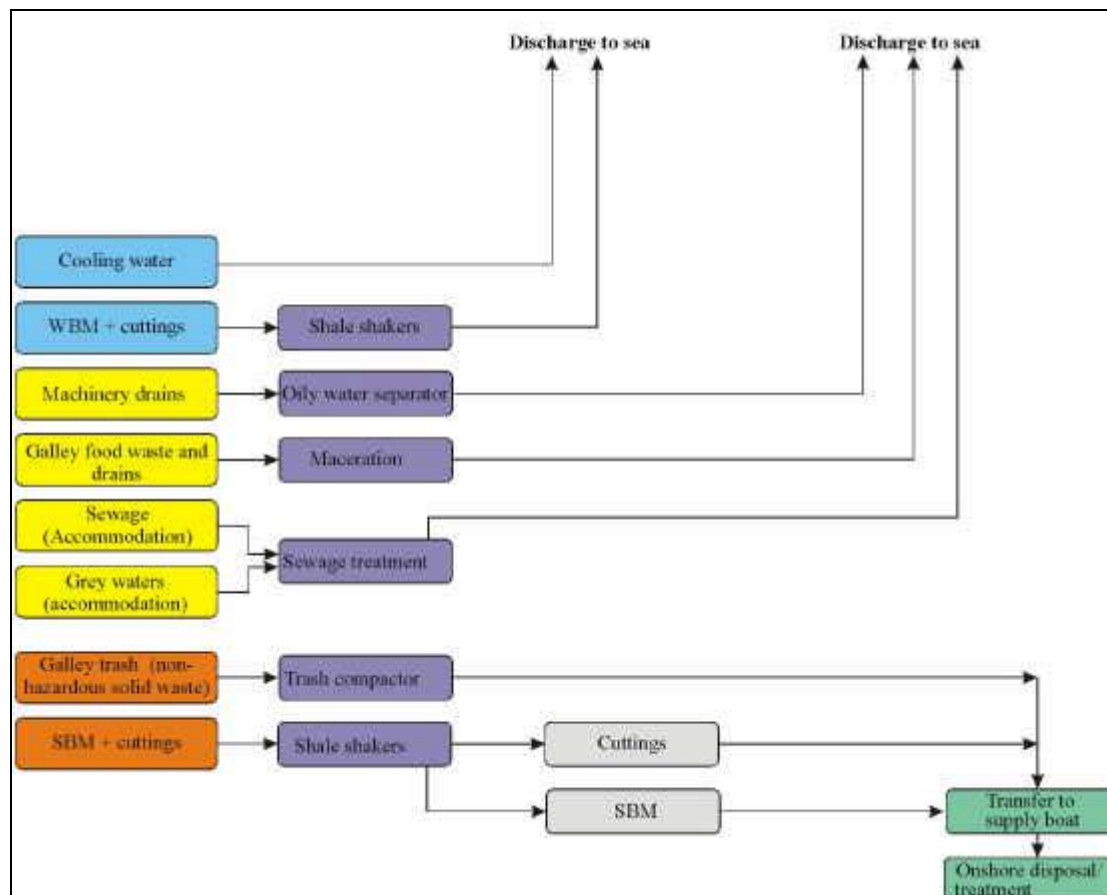 Discharge to sea
Discharge to sea
Cooling water
WBM + cuttings
Shale shakers
Machinery drains
Oily water separator
Galley food waste and
drains
Maceration
Sewage
(Accommodation)
Sewage treatment
Grey waters
(accommodation)
Galley trash (non-
hazardous solid waste)
Trash compactor
SBM + cuttings
Shale shakers
Cuttings
SBM
Transfer to
supply boat
Onshore disposal/
treatment